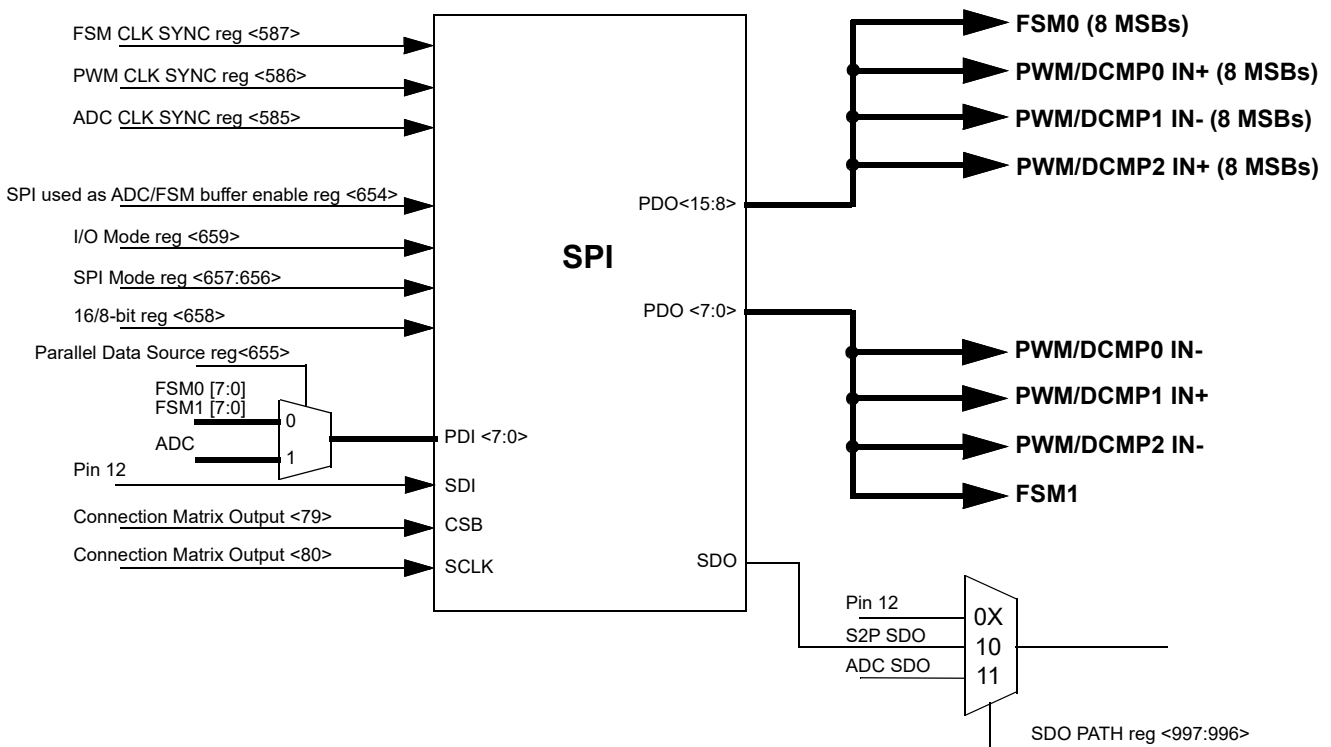 FSM CLK SYNC reg <587>
PWM CLK SYNC reg <586>
ADC CLK SYNC reg <585>
SPI used as ADC/FSM buffer enable reg <654>
I/O Mode reg <659>
SPI Mode reg <657:656>
16/8-bit reg <658>
Parallel Data Source reg<655>
FSM0 [7:0]
FSM1 [7:0]
0
ADC
1
Pin 12
Connection Matrix Output <79>
Connection Matrix Output <80>
SPI
PDI <7:0>
SDI
CSB
SCLK
PDO<15:8>
PDO <7:0>
SDO
FSM0 (8 MSBs)
PWM/DCMP0 IN+ (8 MSBs)
PWM/DCMP1 IN- (8 MSBs)
PWM/DCMP2 IN+ (8 MSBs)
PWM/DCMP0 IN-
PWM/DCMP1 IN+
PWM/DCMP2 IN-
FSM1
Pin 12
0X
S2P SDO
10
ADC SDO
11
SDO PATH reg <997:996>